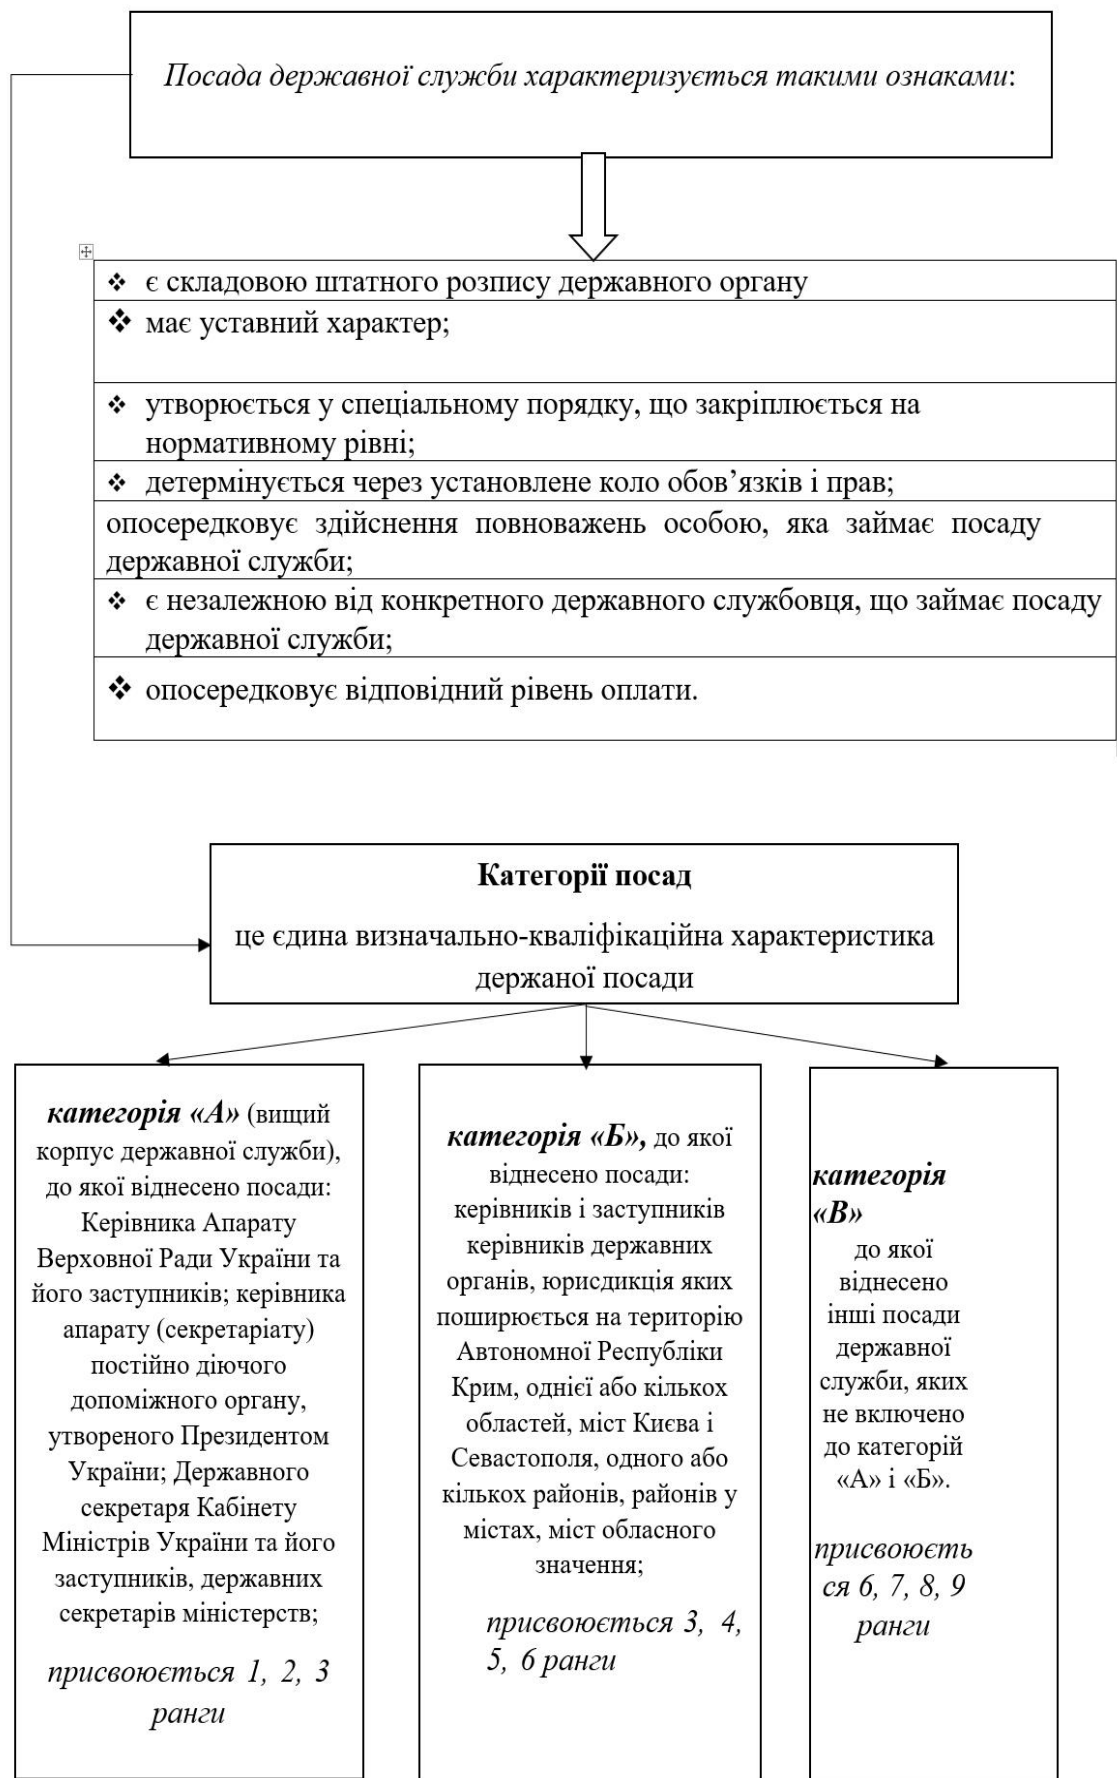 Посада державної служби характеризується такими ознаками:
❖ є складовою штатного розпису державного органу
❖ має уставний характер;
❖ утворюється у спеціальному порядку, що закріплюється на
нормативному рівні;
❖ детермінується через установлене коло обов’язків і прав;
опосередковує здійснення повноважень особою, яка займає посаду
державної служби;
❖ є незалежною від конкретного державного службовця, що займає посаду
державної служби;
❖ опосередковує відповідний рівень оплати.
Категорії посад
це єдина визначально-кваліфікаційна характеристика
держаної посади
категорія «А» (вищий
корпус державної служби),
до якої віднесено посади:
Керівника Апарату
Верховної Ради України та
його заступників; керівника
апарату (секретаріату)
постійно діючого
допоміжного органу,
утвореного Президентом
України; Державного
секретаря Кабінету
Міністрів України та його
заступників, державних
секретарів міністерств;
присвоюється 1, 2, 3
ранги
категорія «Б», до якої
віднесено посади:
керівників і заступників
керівників державних
органів, юрисдикція яких
поширюється на територію
Автономної Республіки
Крим, однієї або кількох
областей, міст Києва і
Севастополя, одного або
кількох районів, районів у
містах, міст обласного
значення;
присвоюється 3, 4,
5, 6 ранги
категорія
«В»
до якої
віднесено
інші посади
державної
служби, яких
не включено
до категорій
«А» і «Б».
присвоюєть
ся 6, 7, 8, 9
ранги